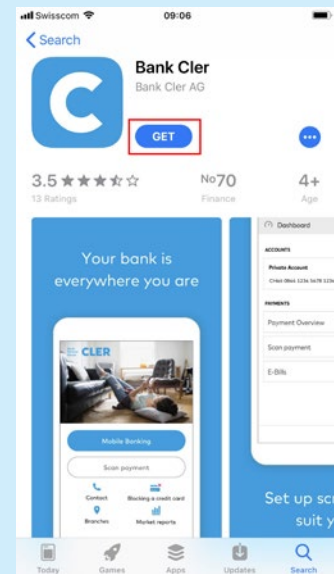 Swisscom
09:06
Search
Bank Cler
Bank Cler AG
GET
3.5
No70
4+
13 Ratings
Finance
Age
Your bank is
everywhere you are
CLER
Mobile Banking
Scan payment
Contact
Blocking a credit card
Branches
Market reports
Dashboard
ACCOUNTS
Private Account
PAYMENTS
Payment Overview
Scan payment
E-Bills
Set up
suit
Today
Games
Apps
Updates
Search